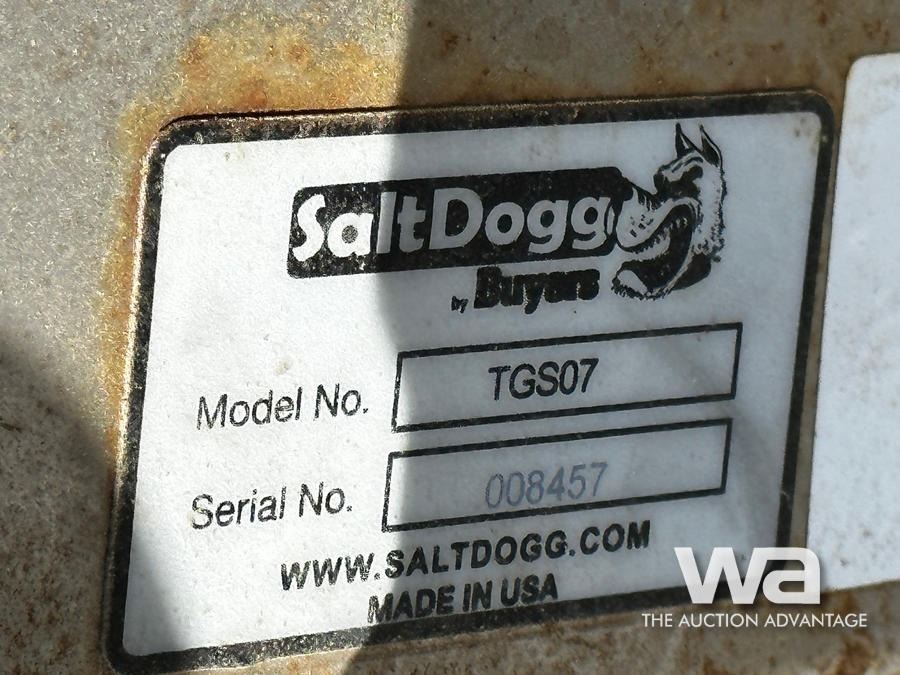 SaltDogg
by Buyers
Model No. TGS07
Serial No. 008457
WWW.SALTDOGG.COM
MADE IN USA
wa
THE AUCTION ADVANTAGE